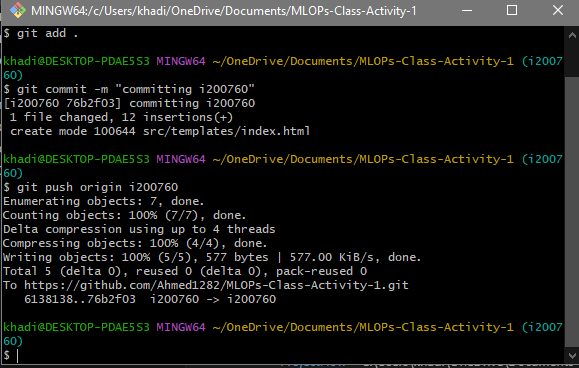 MINGW64:/c/Users/khadi/OneDrive/Documents/MLOPs-Class-Activity-1
$ git add .
khadi@DESKTOP-PDAE5S3 MINGW64 ~/OneDrive/Documents/MLOPs-Class-Activity-1 (i2007
60)
$ git commit -m "committing i200760"
[i200760 76b2f03] committing i200760
1 file changed, 12 insertions(+)
create mode 100644 src/templates/index.html
khadi@DESKTOP-PDAE5S3 MINGW64 ~/OneDrive/Documents/MLOPs-Class-Activity-1 (i2007
60)
$ git push origin i200760
Enumerating objects: 7, done.
Counting objects: 100% (7/7), done.
Delta compression using up to 4 threads
Compressing objects: 100% (4/4), done.
Writing objects: 100% (5/5), 577 bytes | 577.00 KiB/s, done.
Total 5 (delta 0), reused 0 (delta 0), pack-reused 0
To https://github.com/Ahmed1282/MLOPs-Class-Activity-1.git
6138138..76b2f03  i200760 -> i200760
khadi@DESKTOP-PDAE5S3 MINGW64 ~/OneDrive/Documents/MLOPs-Class-Activity-1 (i2007
60)
$